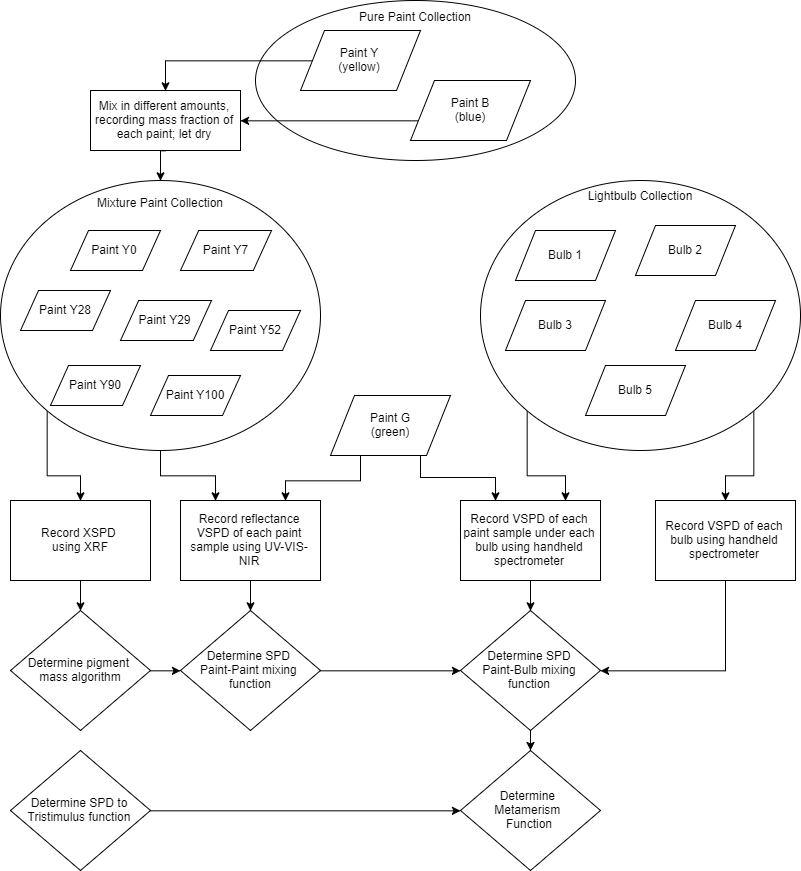 Pure Paint Collection
Paint Y
(yellow)
Paint B
(blue)
Mix in different amounts,
recording mass fraction of
each paint; let dry
Mixture Paint Collection
Paint Y0
Paint Y7
Paint Y28
Paint Y29
Paint Y52
Paint Y90
Paint Y100
Lightbulb Collection
Bulb 1
Bulb 2
Bulb 3
Bulb 4
Bulb 5
Paint G
(green)
Record XSPD
using XRF
Record reflectance
VSPD of each paint
sample using UV-VIS-
NIR
Record VSPD of each
paint sample under each
bulb using handheld
spectrometer
Record VSPD of each
bulb using handheld
spectrometer
Determine pigment
mass algorithm
Determine SPD
Paint-Paint mixing
function
Determine SPD
Paint-Bulb mixing
function
Determine SPD to
Tristimulus function
Determine
Metamerism
Function